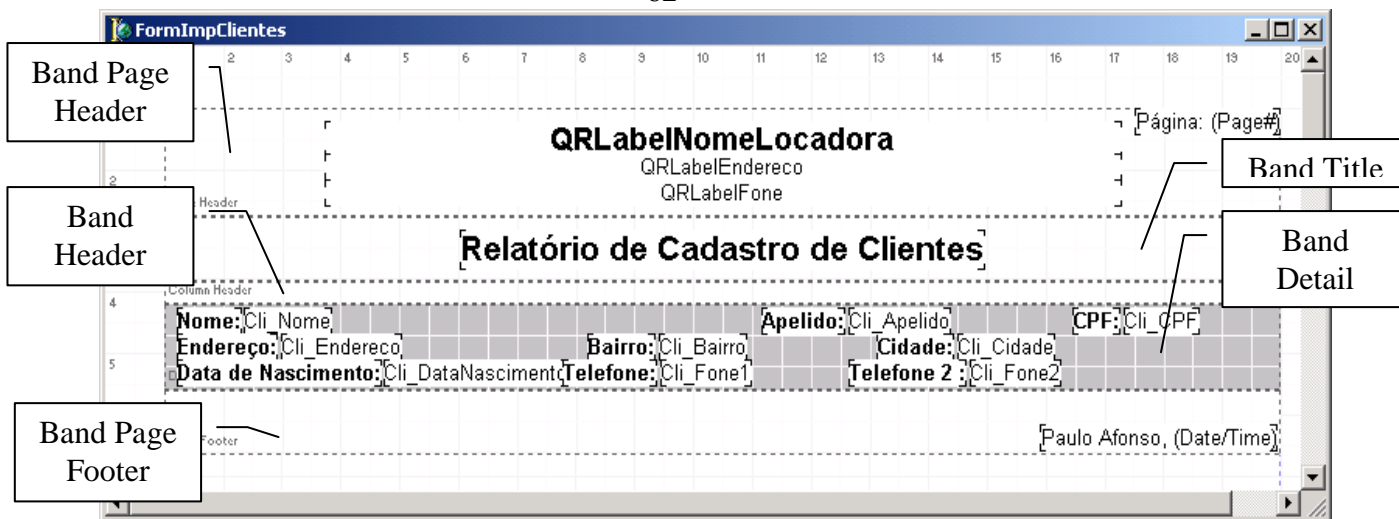 FormImpClientes
2 3 4 5 6 7 8 9 10 11 12 13 14 15 16 17 18 19 20
Band Page
Header
Página: (Page#)
QRLabelNomeLocadora
QRLabelEndereco
QRLabelFone
2
Header
Band Title
Band
Header
Relatório de Cadastro de Clientes
Band
Detail
Column Header
4
Nome: Cli_Nome Apelido: Cli_Apelido CPF: Cli_CPF
Endereço: Cli_Endereco Bairro: Cli_Bairro Cidade: Cli_Cidade
5
Data de Nascimento: Cli_DataNascimento Telefone: Cli_Fone1 Telefone 2 : Cli_Fone2
Band Page
Footer
Footer
Paulo Afonso, (Date/Time)